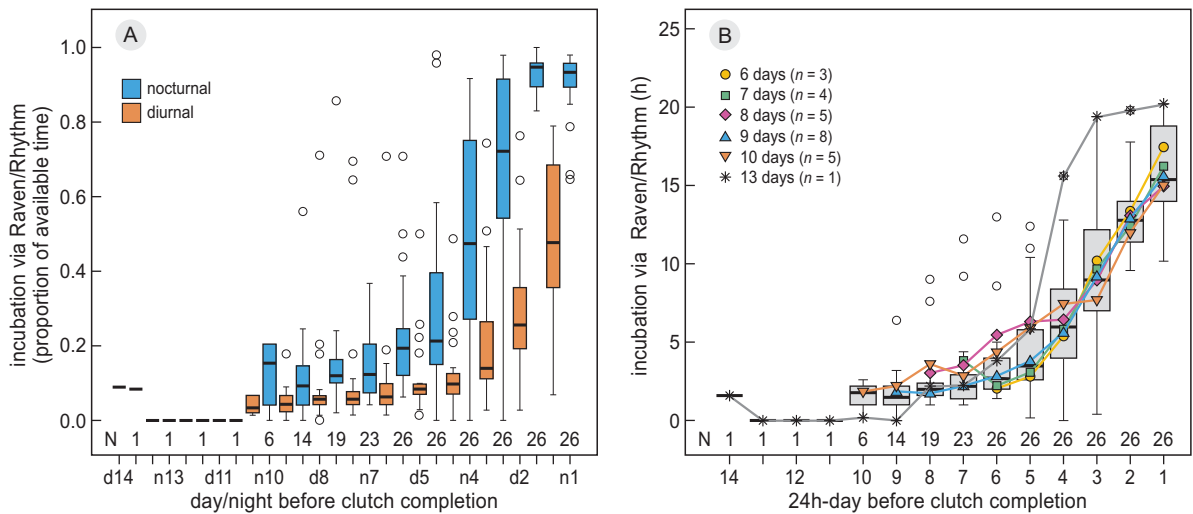 A
incubation via Raven/Rhythm
(proportion of available time)
1.0
0.8
0.6
0.4
0.2
0.0
nocturnal
diurnal
N 1 1 1 1 1 6 14 19 23 26 26 26 26 26
d14 n13 d11 n10 d8 n7 d5 n4 d2 n1
day/night before clutch completion
B
incubation via Raven/Rhythm (h)
25
20
15
10
5
0
6 days (n = 3)
7 days (n = 4)
8 days (n = 5)
9 days (n = 8)
10 days (n = 5)
13 days (n = 1)
N 1 1 1 1 6 14 19 23 26 26 26 26 26 26
14 12 10 9 8 7 6 5 4 3 2 1
24h-day before clutch completion